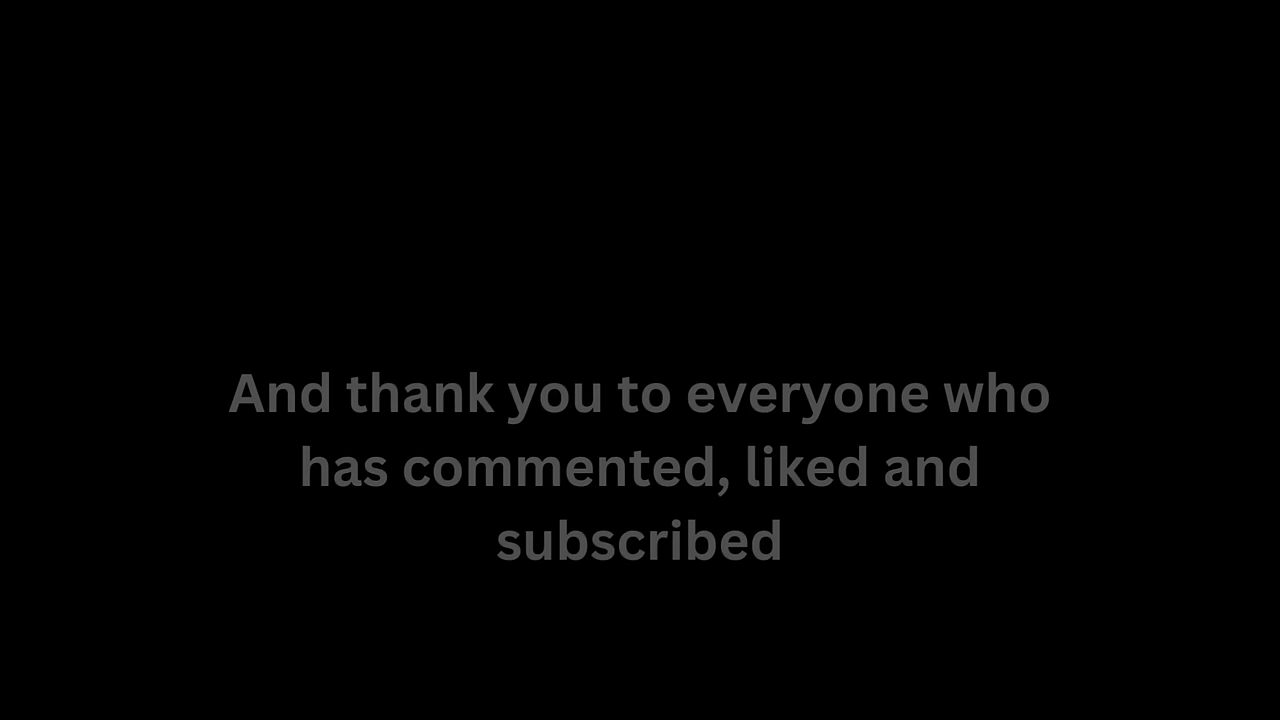 And thank you to everyone who
has commented, liked and
subscribed